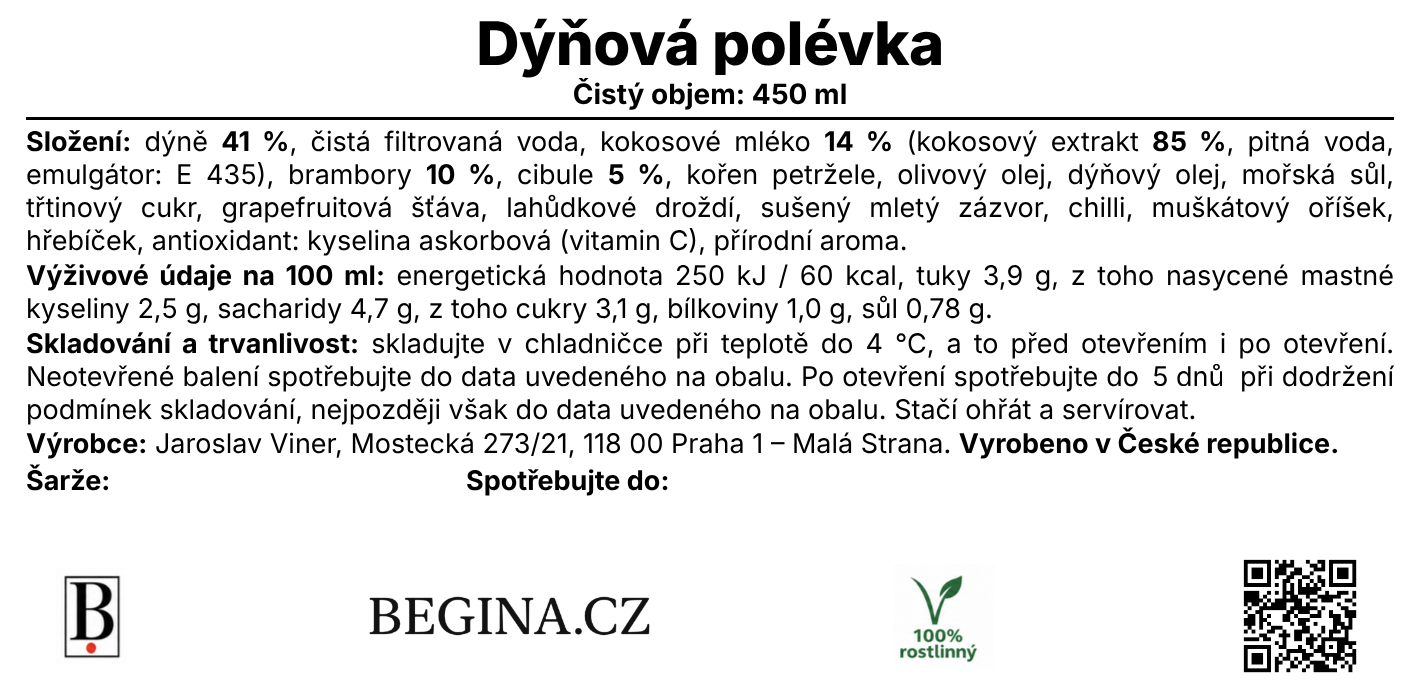 Dýňová polévka
Čistý objem: 450 ml
Složení: dýně 41 %, čistá filtrovaná voda, kokosové mléko 14 % (kokosový extrakt 85 %, pitná voda,
emulgátor: E 435), brambory 10 %, cibule 5 %, kořen petržele, olivový olej, dýňový olej, mořská sůl,
třtinový cukr, grapefruitová šťáva, lahůdkové droždí, sušený mletý zázvor, chilli, muškátový oříšek,
hřebíček, antioxidant: kyselina askorbová (vitamin C), přírodní aroma.
Výživové údaje na 100 ml: energetická hodnota 250 kJ / 60 kcal, tuky 3,9 g, z toho nasycené mastné
kyseliny 2,5 g, sacharidy 4,7 g, z toho cukry 3,1 g, bílkoviny 1,0 g, sůl 0,78 g.
Skladování a trvanlivost: skladujte v chladničce při teplotě do 4 °C, a to před otevřením i po otevření.
Neotevřené balení spotřebujte do data uvedeného na obalu. Po otevření spotřebujte do 5 dnů při dodržení
podmínek skladování, nejpozději však do data uvedeného na obalu. Stačí ohřát a servírovat.
Výrobce: Jaroslav Viner, Mostecká 273/21, 118 00 Praha 1 – Malá Strana. Vyrobeno v České republice.
Šarže: Spotřebujte do:
B
BEGINA.CZ
100%
rostlinný